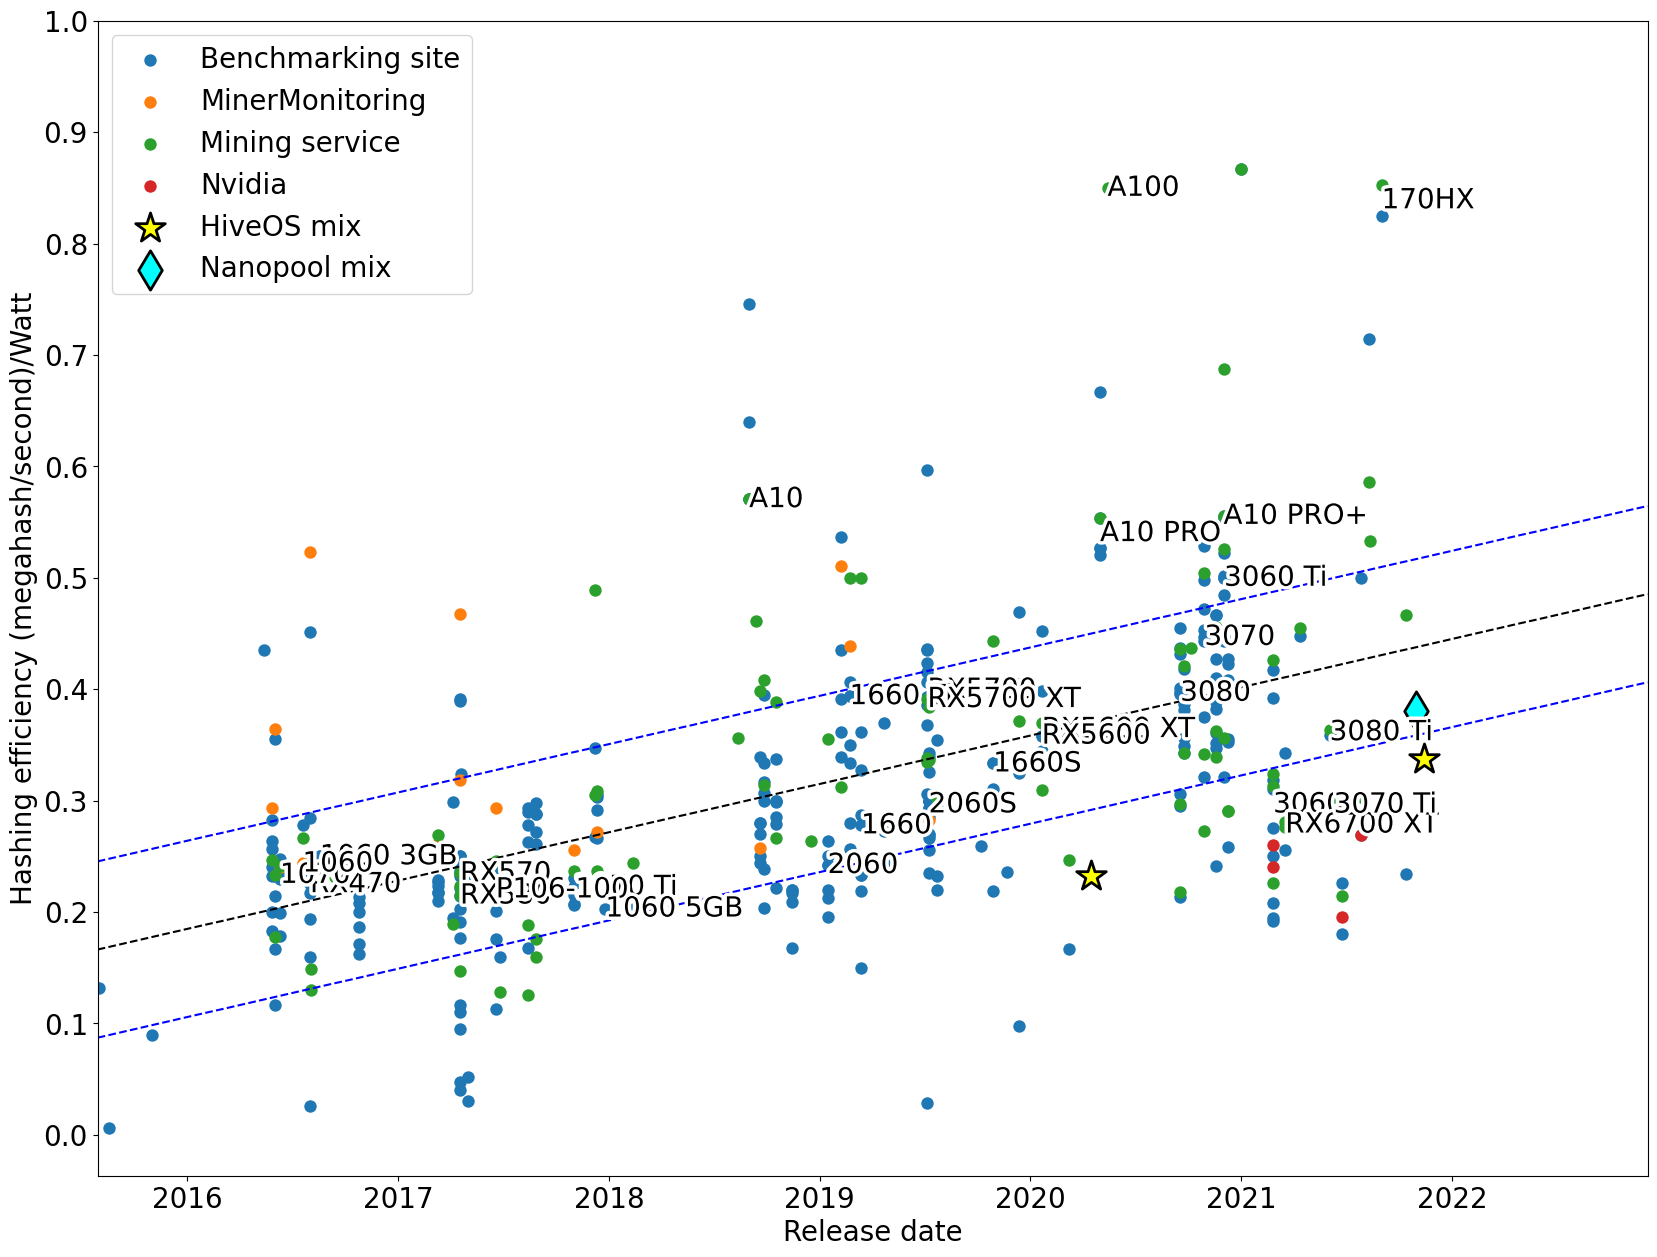 1.0
0.9
0.8
0.7
0.6
0.5
0.4
0.3
0.2
0.1
0.0
Hashing efficiency (megahash/second)/Watt
Benchmarking site
MinerMonitoring
Mining service
Nvidia
HiveOS mix
Nanopool mix
A100
170HX
A10
A10 PRO
A10 PRO+
3060 Ti
3070
3080
1660
RX5700
RX5700 XT
RX5600 XT
RX5600
3080 Ti
1660S
2060S
3060
3070 Ti
RX6700 XT
1660
2060
1660 3GB
1060
RX470
RX570
P106-100
1060 5GB
2016
2017
2018
2019
2020
2021
2022
Release date